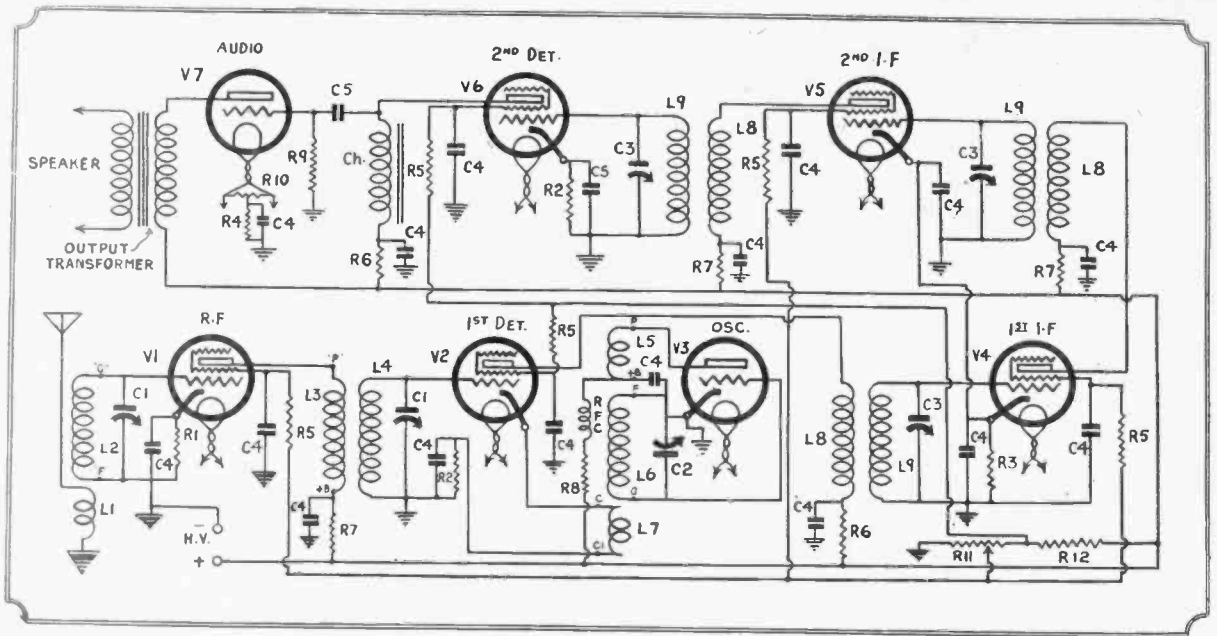 AUDIO
V7
C5
SPEAKER
OUTPUT
TRANSFORMER
R10
R4
C4
R9
Ch.
C4
R6
2ND DET.
V6
R5
C4
R2
C5
C3
L9
L8
C4
R7
2ND I.F
V5
R5
C4
C4
C3
L9
L8
C4
R7
R.F
V1
"G"
C1
L2
C4
R1
F
L1
H.V.
−
+
C4
R5
"P"
L3
+B
C4
R7
1ST DET.
V2
L4
C1
C4
R2
R5
C4
OSC.
V3
P
L5
C4
+B
F
RFC
R8
L6
C2
G
C
L7
C1
L8
C4
R6
1ST I.F
V4
L9
C3
C4
R3
C4
R5
R11
R12